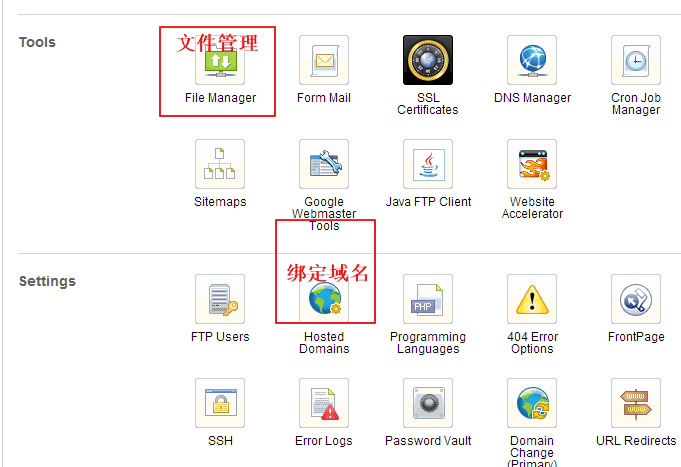 Tools
文件管理
File Manager
Form Mail
SSL
Certificates
DNS Manager
Cron Job
Manager
Sitemaps
Google
Webmaster
Tools
Java FTP Client
Website
Accelerator
Settings
绑定域名
FTP Users
Hosted
Domains
PHP
Programming
Languages
404 Error
Options
FrontPage
SSH
Error Logs
Password Vault
Domain
Change
(Primary)
URL Redirects